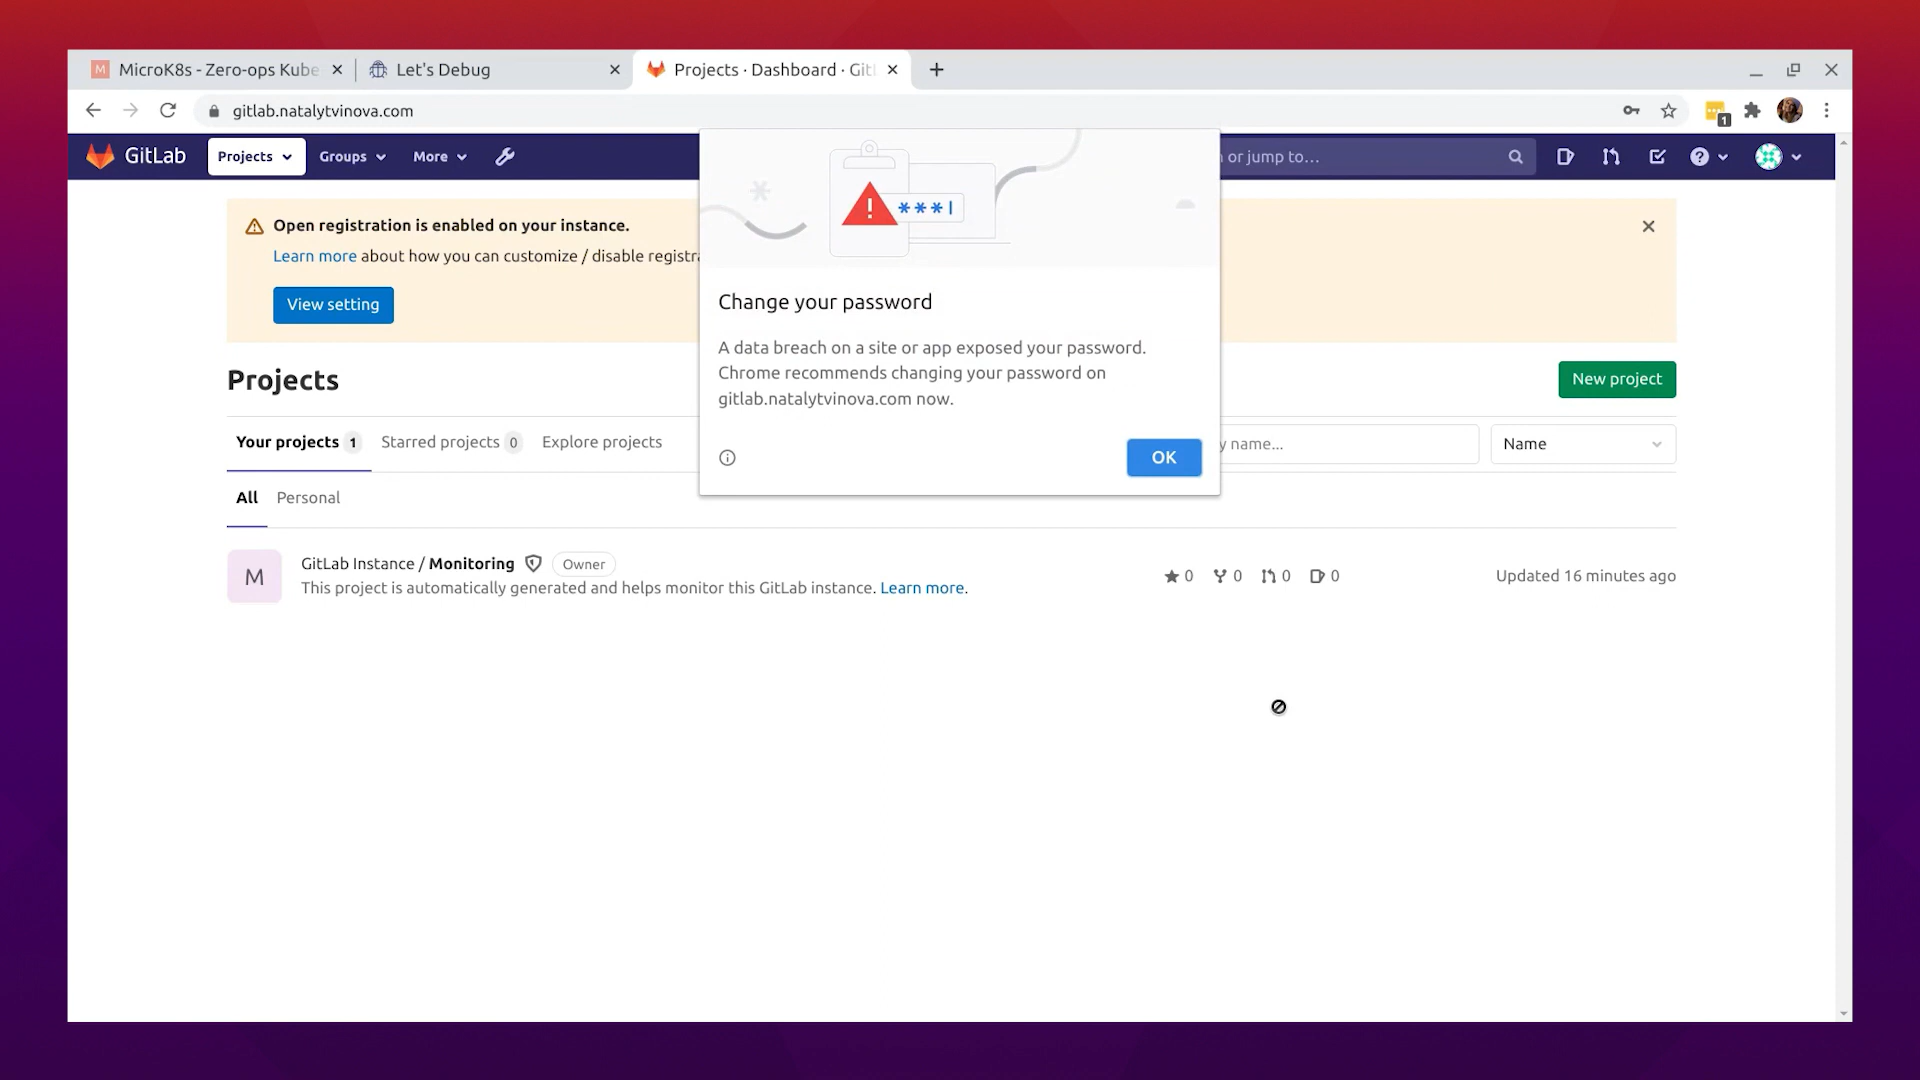 MicroK8s - Zero-ops Kube
Let's Debug
Projects · Dashboard · Git
gitlab.natalytvinova.com
1
GitLab
Projects
Groups
More
or jump to...
Open registration is enabled on your instance.
Learn more about how you can customize / disable registr
View setting
***
Change your password
A data breach on a site or app exposed your password.
Chrome recommends changing your password on
gitlab.natalytvinova.com now.
OK
Projects
New project
Your projects 1
Starred projects 0
Explore projects
y name...
Name
All
Personal
M
GitLab Instance / Monitoring
Owner
This project is automatically generated and helps monitor this GitLab instance. Learn more.
0
0
0
0
Updated 16 minutes ago